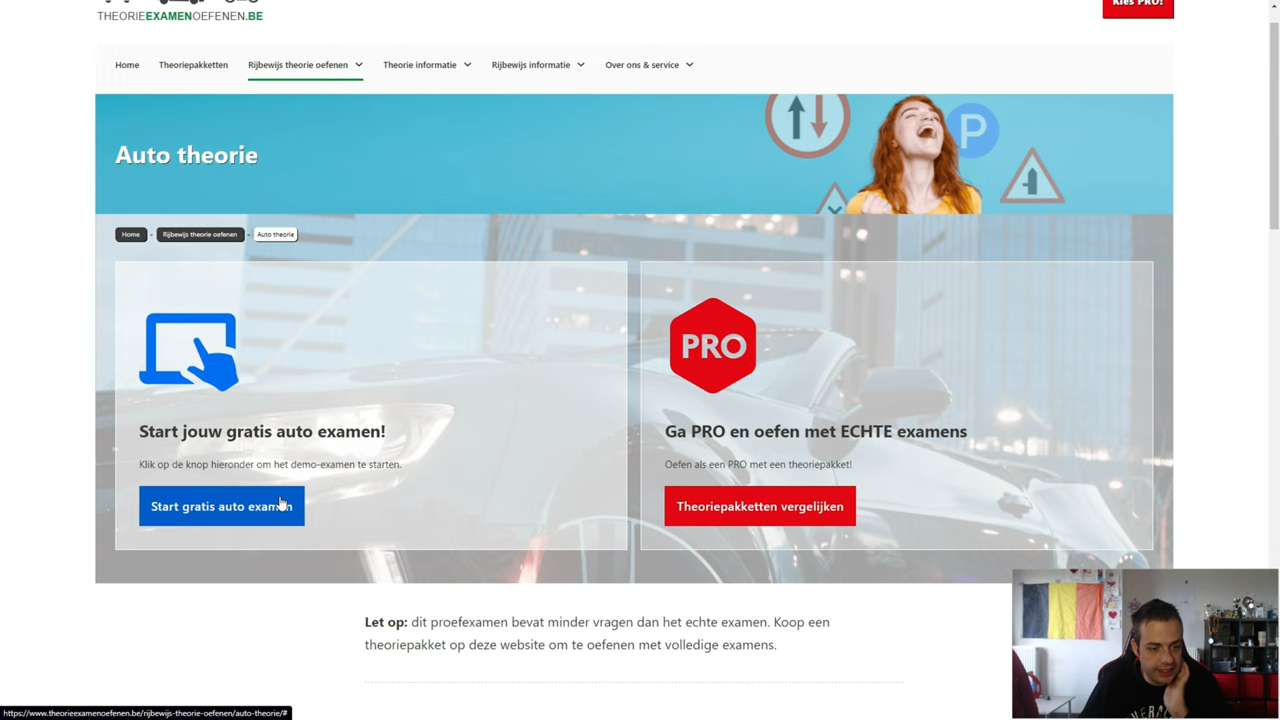 Kies PRO!
THEORIEEXAMENOEFENEN.BE
Home Theoriepakketten Rijbewijs theorie oefenen Theorie informatie Rijbewijs informatie Over ons & service
P
Auto theorie
Home - Rijbewijs theorie oefenen - Auto theorie
PRO
Start jouw gratis auto examen!
Klik op de knop hieronder om het demo-examen te starten.
Start gratis auto examen
Ga PRO en oefen met ECHTE examens
Oefen als een PRO met een theoriepakket!
Theoriepakketten vergelijken
Let op: dit proefexamen bevat minder vragen dan het echte examen. Koop een
theoriepakket op deze website om te oefenen met volledige examens.
https://www.theorieexamenoefenen.be/rijbewijs-theorie-oefenen/auto-theorie/#